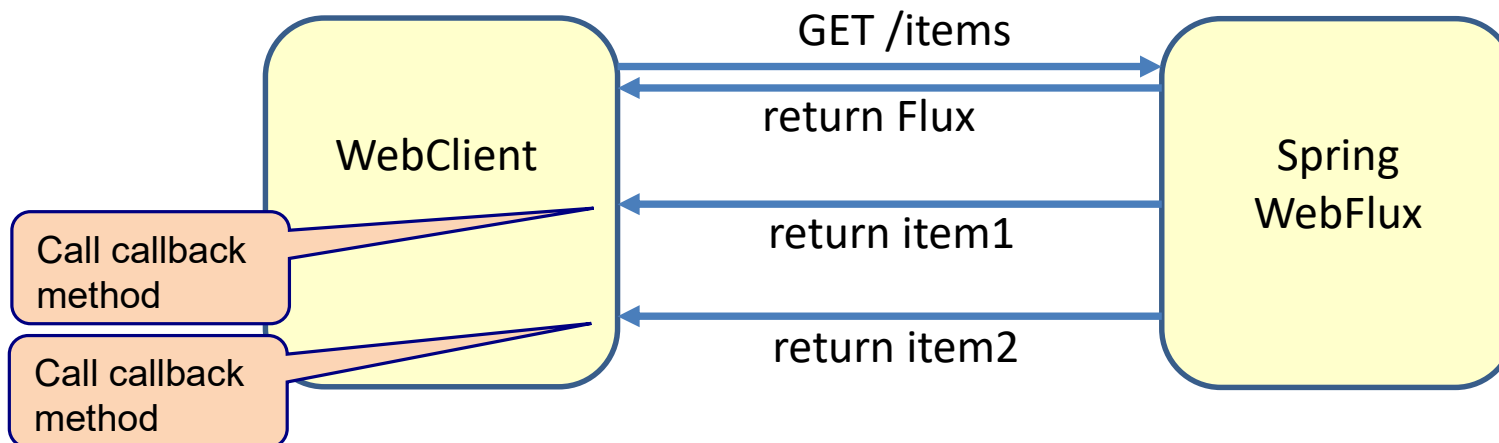 GET /items
return Flux
WebClient
Spring
WebFlux
return item1
Call callback
method
return item2
Call callback
method